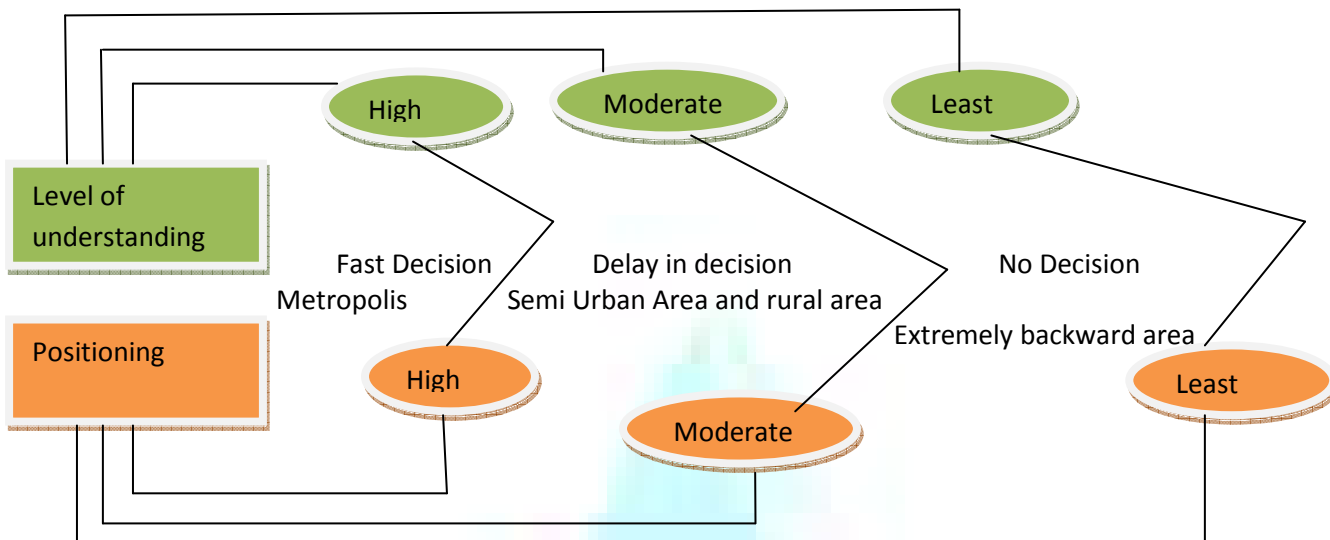 High
Moderate
Least
Level of
understanding
Fast Decision
Delay in decision
No Decision
Metropolis
Semi Urban Area and rural area
Extremely backward area
Positioning
High
Moderate
Least